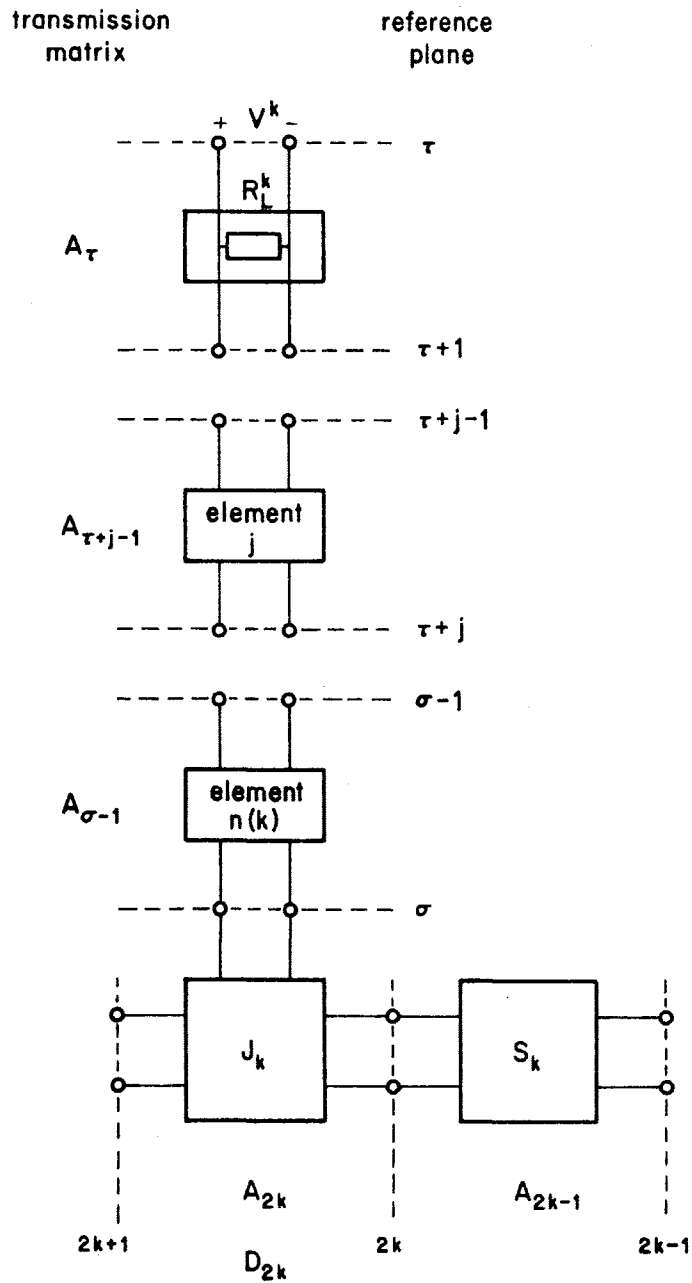 transmission matrix
reference plane
+ Vᵏ -
τ
R_L^k
A_τ
τ+1
τ+j-1
A_τ+j-1
element j
τ+j
σ-1
A_σ-1
element n(k)
σ
J_k
S_k
A_2k
A_2k-1
2k+1
D_2k
2k
2k-1